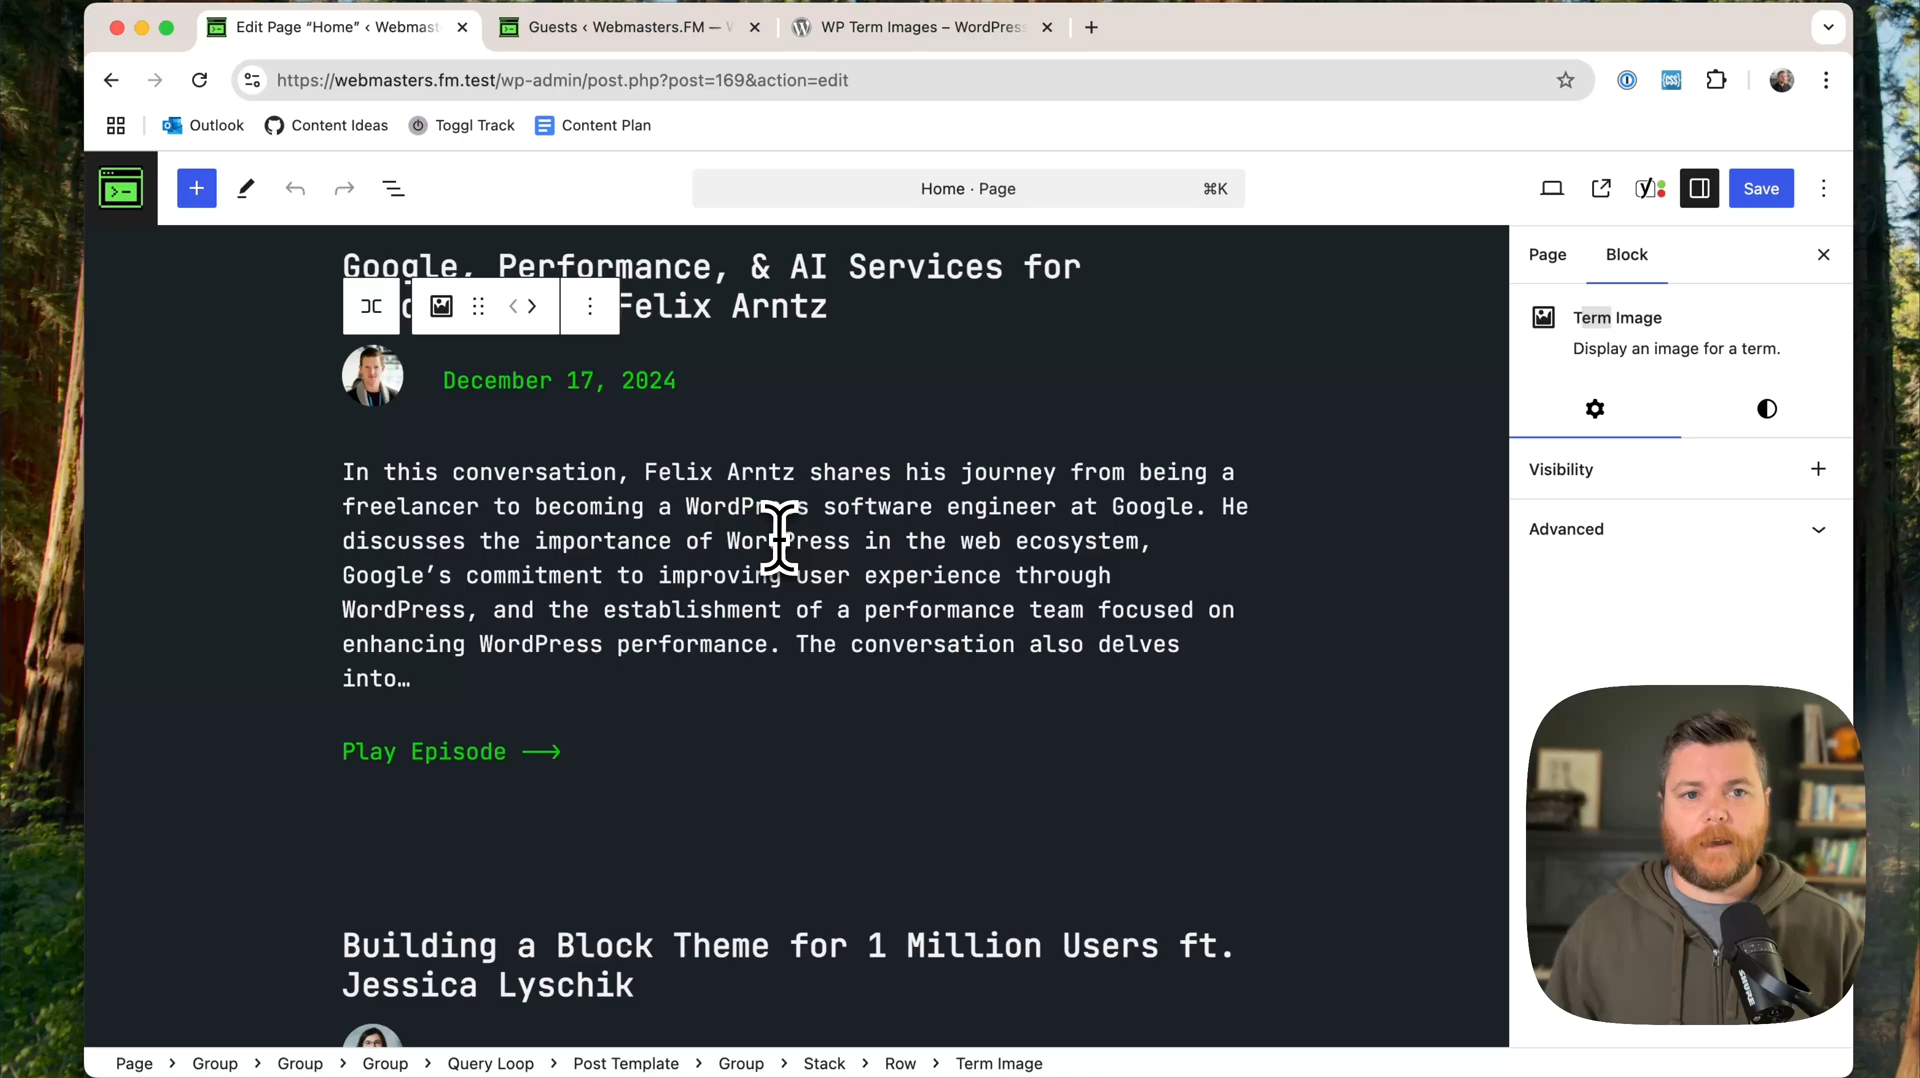 Edit Page “Home” ‹ Webmast
Guests ‹ Webmasters.FM — W
WP Term Images – WordPress
https://webmasters.fm.test/wp-admin/post.php?post=169&action=edit
Outlook
Content Ideas
Toggl Track
Content Plan
Home · Page
⌘K
Save
Google, Performance, & AI Services for
Felix Arntz
December 17, 2024
In this conversation, Felix Arntz shares his journey from being a
freelancer to becoming a WordPress software engineer at Google. He
discusses the importance of WordPress in the web ecosystem,
Google’s commitment to improving user experience through
WordPress, and the establishment of a performance team focused on
enhancing WordPress performance. The conversation also delves
into…
Play Episode ⟶
Building a Block Theme for 1 Million Users ft.
Jessica Lyschik
Page
Block
Term Image
Display an image for a term.
Visibility
Advanced
SHURE
Page › Group › Group › Group › Query Loop › Post Template › Group › Stack › Row › Term Image